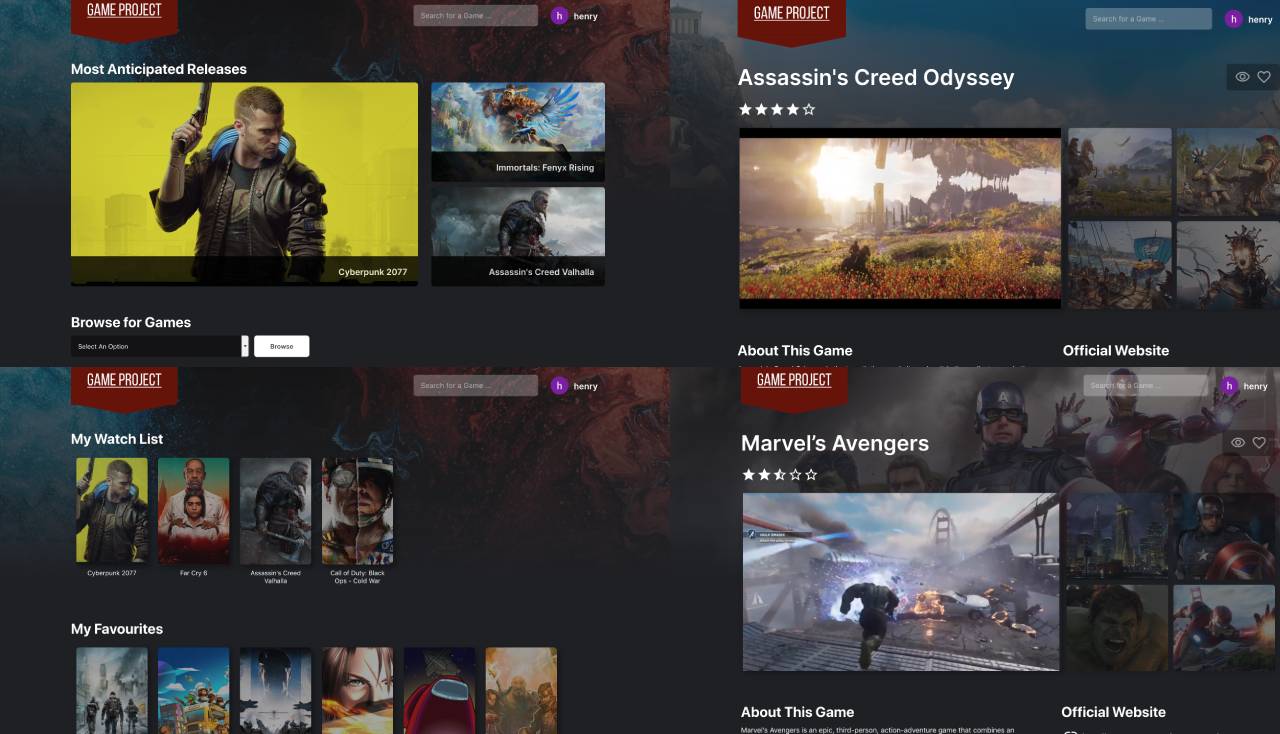 GAME PROJECT
Search for a Game ...
h henry
Most Anticipated Releases
Immortals: Fenyx Rising
Cyberpunk 2077
Assassin's Creed Valhalla
Browse for Games
Select An Option
Browse
GAME PROJECT
Search for a Game ...
h henry
Assassin's Creed Odyssey
About This Game
Official Website
GAME PROJECT
Search for a Game ...
h henry
My Watch List
Cyberpunk 2077
Far Cry 6
Assassin's Creed
Valhalla
Call of Duty: Black
Ops - Cold War
My Favourites
GAME PROJECT
Search for a Game ...
h henry
Marvel’s Avengers
A
HULK SMASH
About This Game
Official Website
Marvel's Avengers is an epic, third-person, action-adventure game that combines an